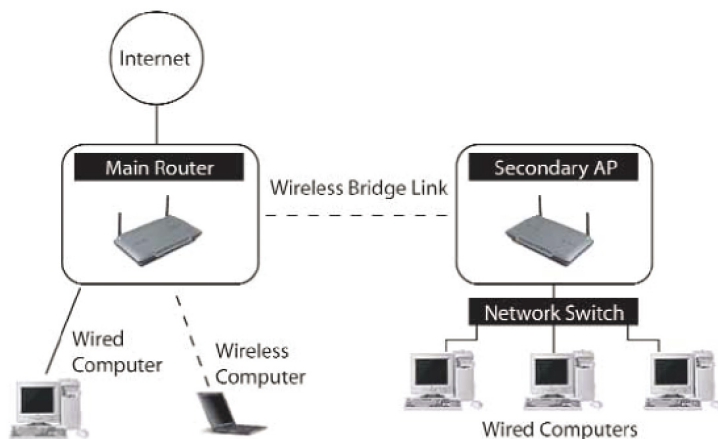 Internet
Main Router
Secondary AP
Wireless Bridge Link
Network Switch
Wired
Computer
Wireless
Computer
Wired Computers